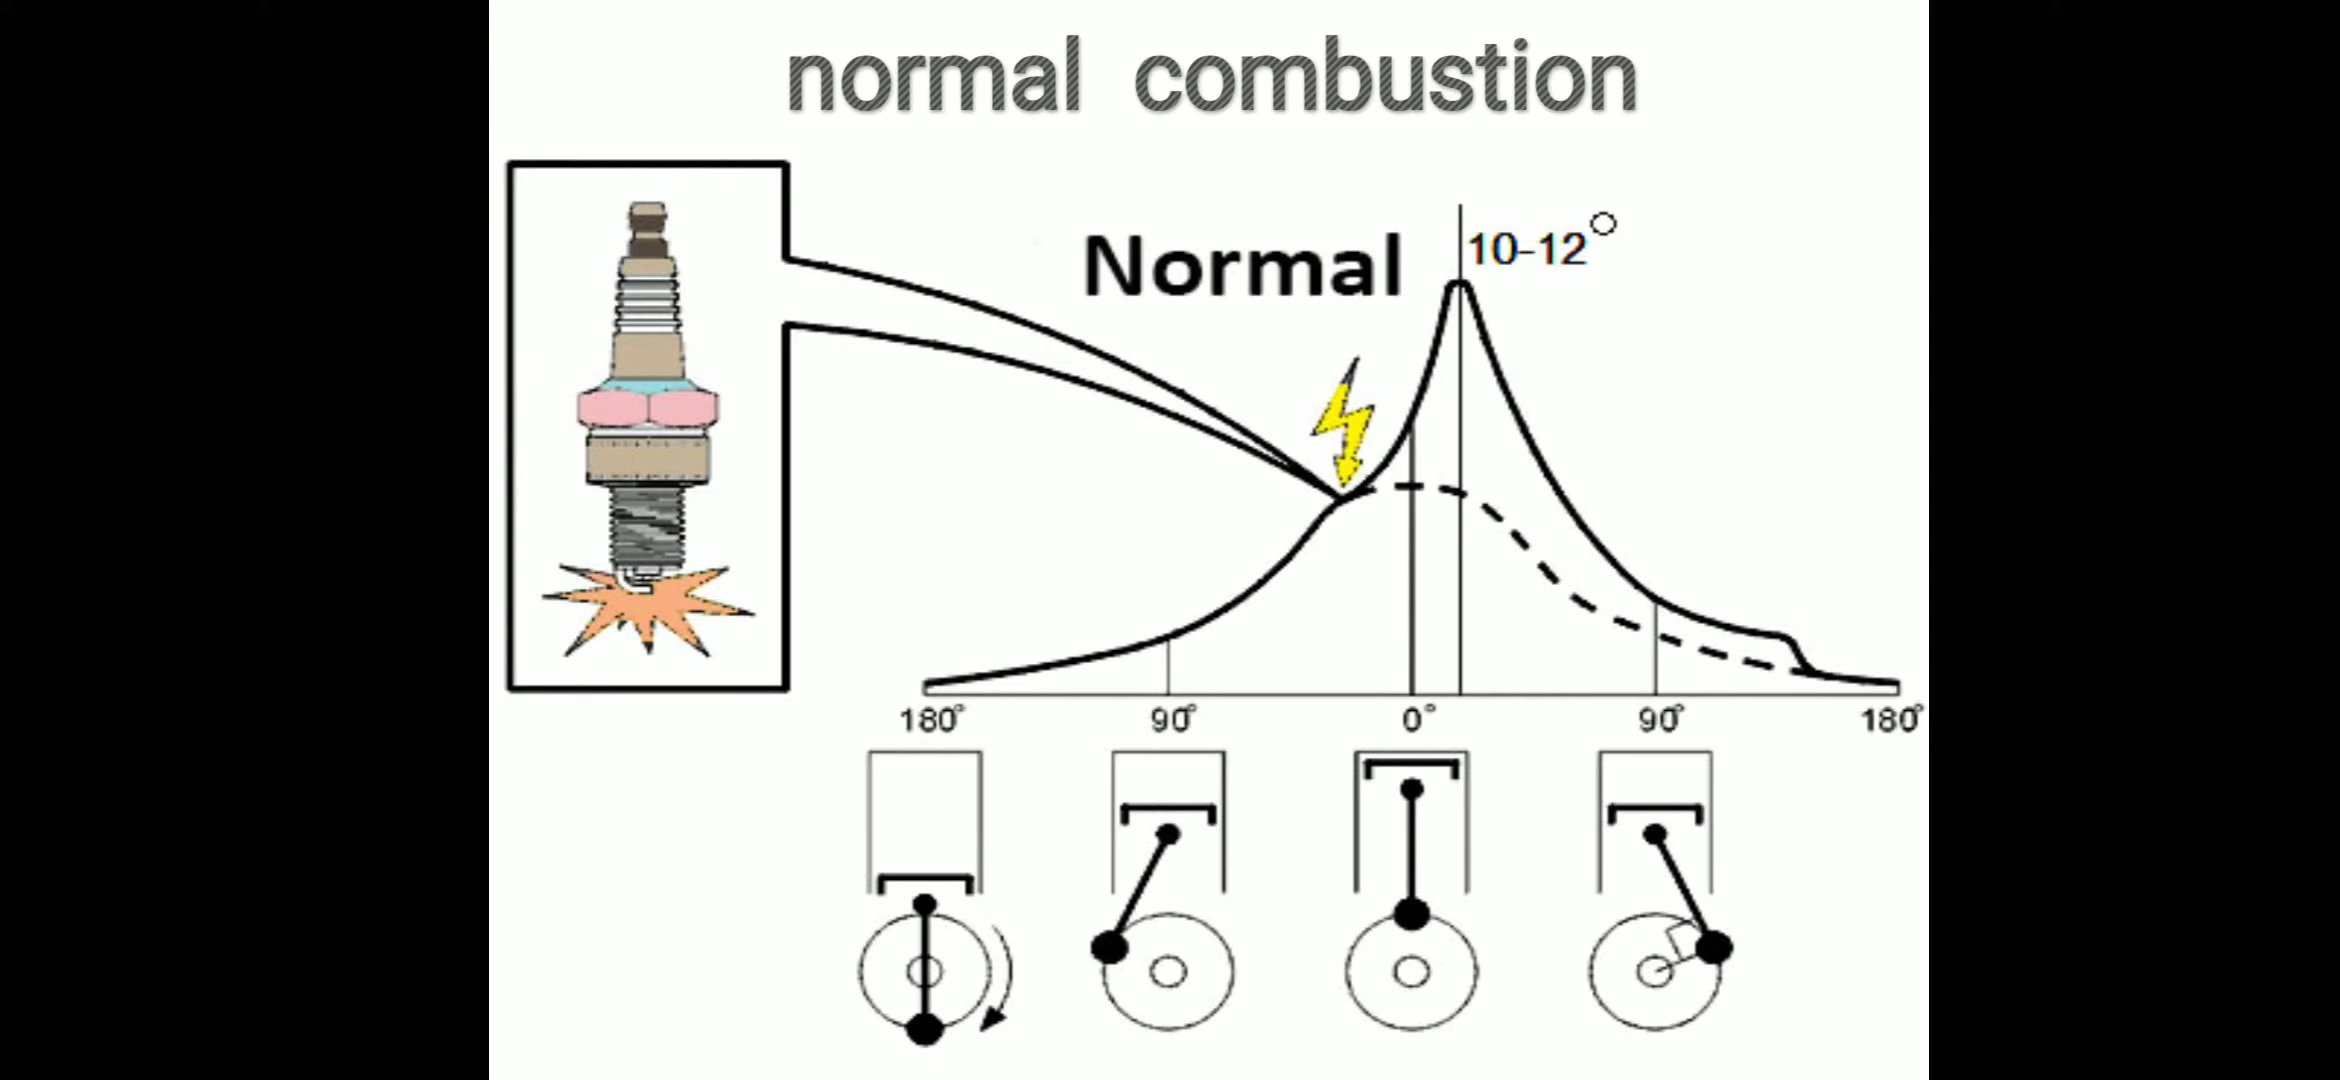 normal combustion
Normal
10-12°
180° 90° 0° 90° 180°